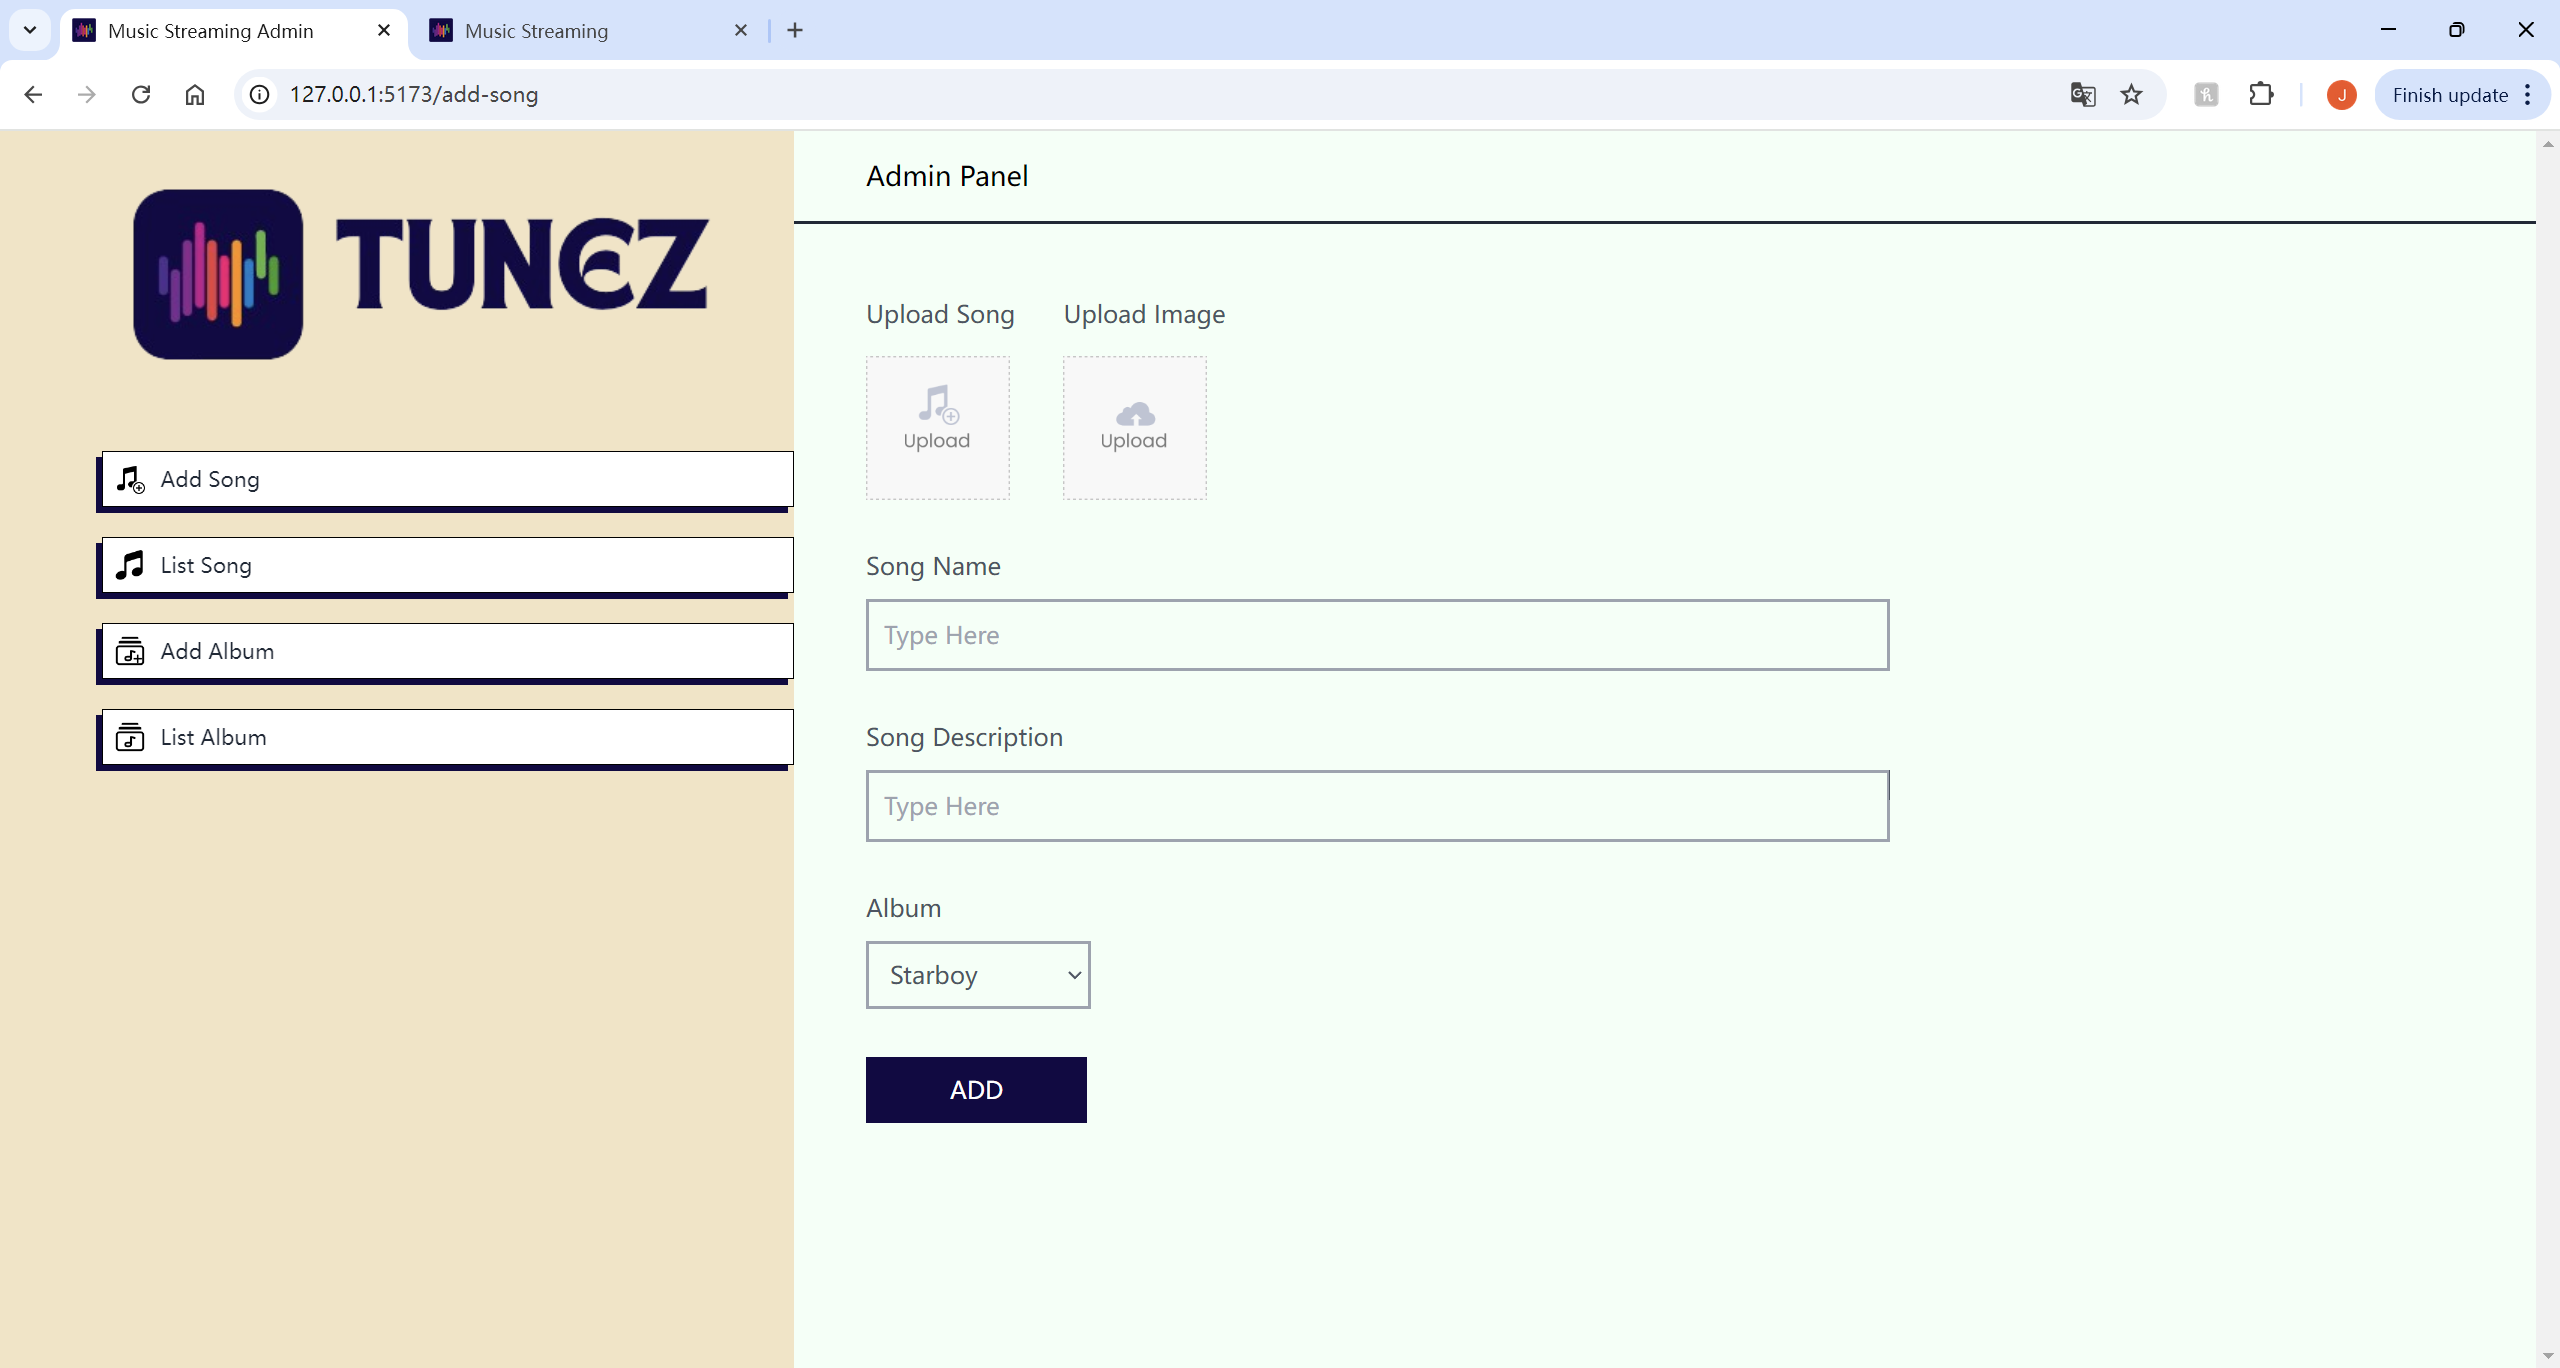 Music Streaming Admin
Music Streaming
127.0.0.1:5173/add-song
J
Finish update
TUNEZ
Add Song
List Song
Add Album
List Album
Admin Panel
Upload Song
Upload Image
Upload
Upload
Song Name
Type Here
Song Description
Type Here
Album
Starboy
ADD